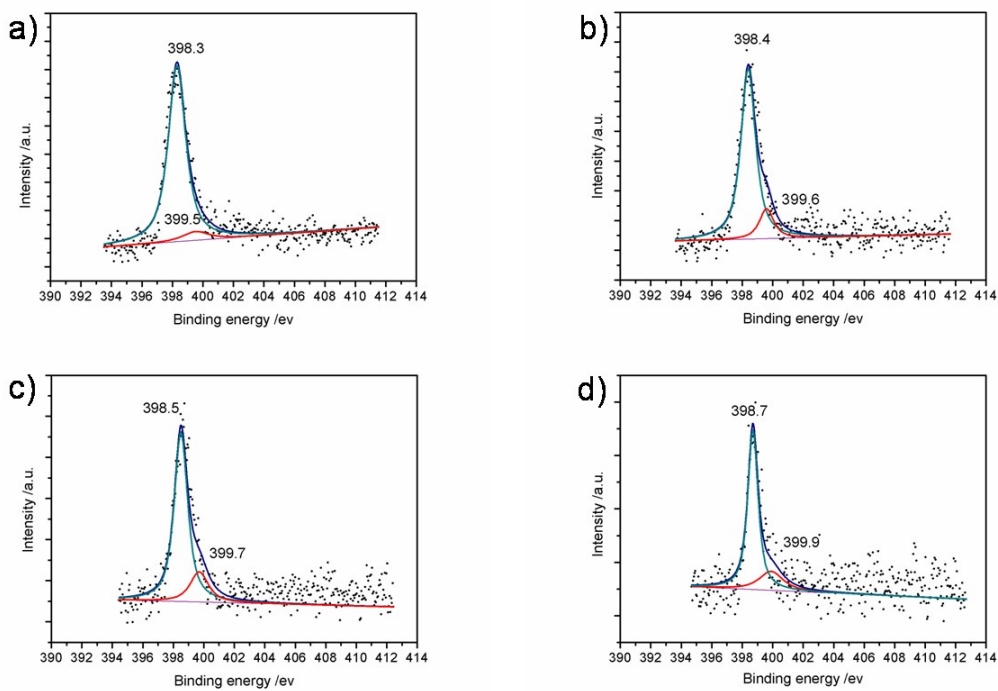 a)
398.3
399.5
Intensity /a.u.
390 392 394 396 398 400 402 404 406 408 410 412 414
Binding energy /ev
b)
398.4
399.6
Intensity /a.u.
390 392 394 396 398 400 402 404 406 408 410 412 414
Binding energy /ev
c)
398.5
399.7
Intensity /a.u.
390 392 394 396 398 400 402 404 406 408 410 412 414
Binding energy /ev
d)
398.7
399.9
Intensity /a.u.
390 392 394 396 398 400 402 404 406 408 410 412 414
Binding energy /ev